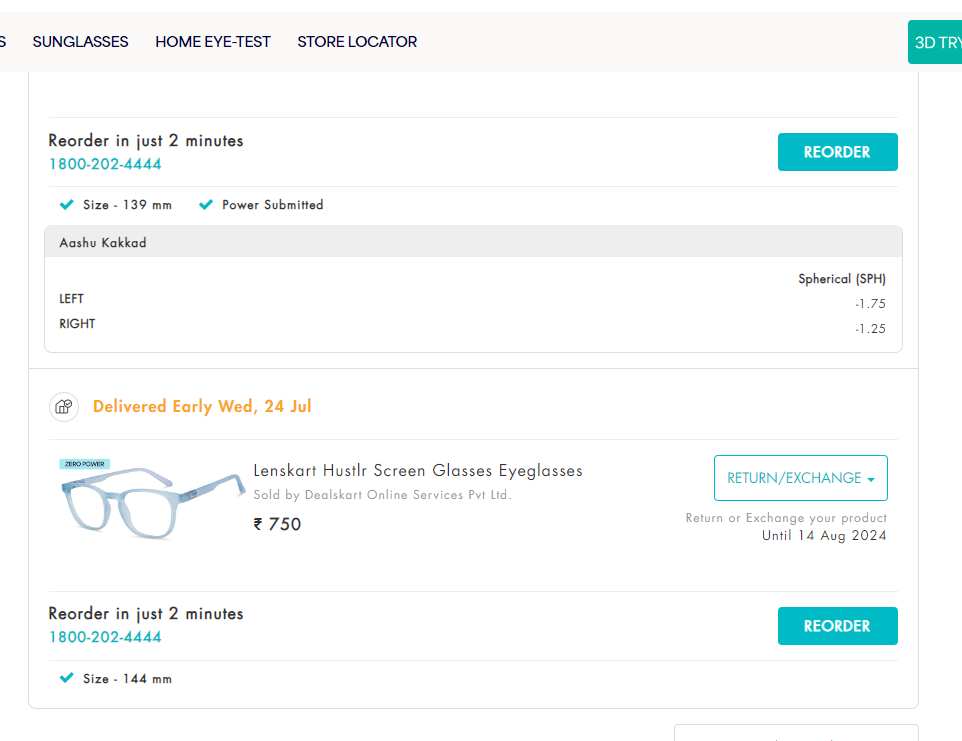 S SUNGLASSES HOME EYE-TEST STORE LOCATOR 3D TRY
Reorder in just 2 minutes
1800-202-4444
REORDER
Size - 139 mm Power Submitted
Aashu Kakkad
Spherical (SPH)
LEFT -1.75
RIGHT -1.25
Delivered Early Wed, 24 Jul
ZERO POWER
Lenskart Hustlr Screen Glasses Eyeglasses
Sold by Dealskart Online Services Pvt Ltd.
₹ 750
RETURN/EXCHANGE
Return or Exchange your product
Until 14 Aug 2024
Reorder in just 2 minutes
1800-202-4444
REORDER
Size - 144 mm